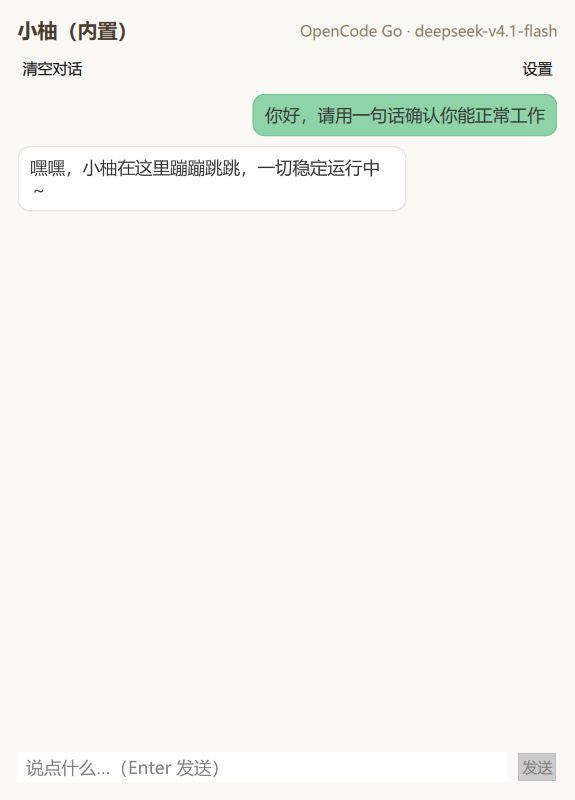 小柚（内置） OpenCode Go · deepseek-v4.1-flash
清空对话 设置
你好，请用一句话确认你能正常工作
嘿嘿，小柚在这里蹦蹦跳跳，一切稳定运行中
~
说点什么...（Enter 发送） 发送